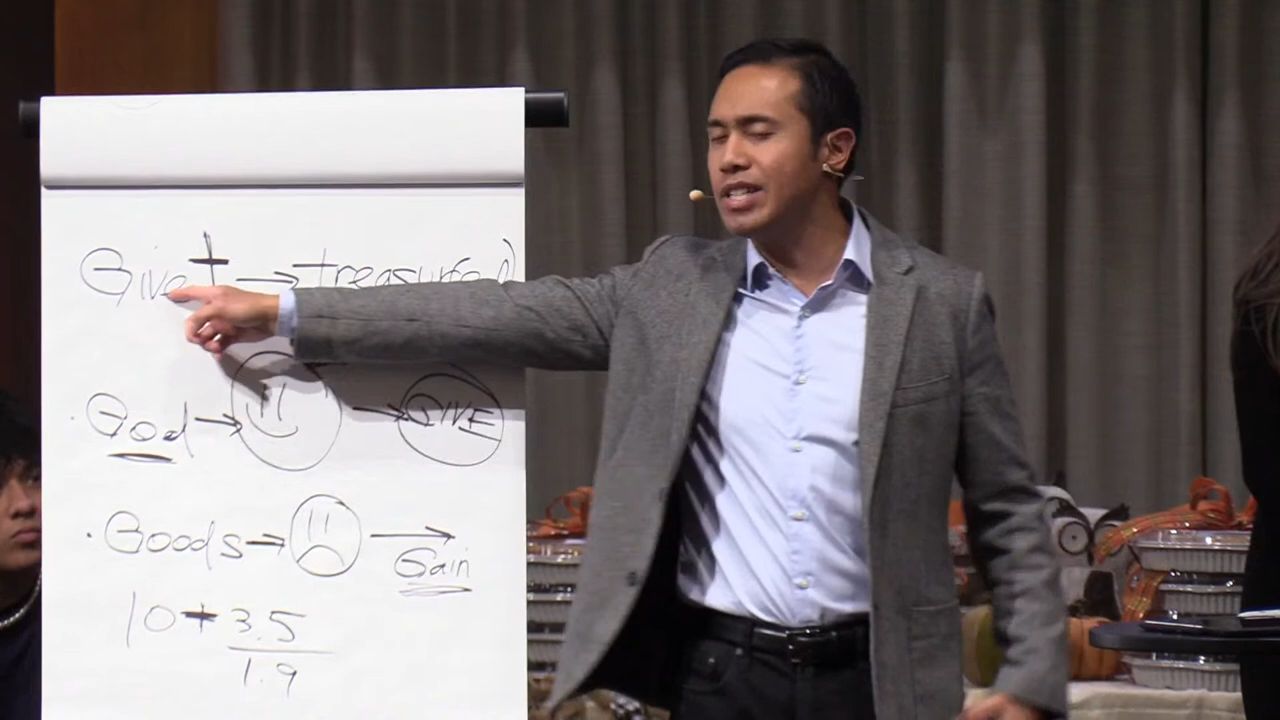 Give † → treasure(d)
· God → → GIVE
· Goods → → Gain
10 + 3.5
1.9